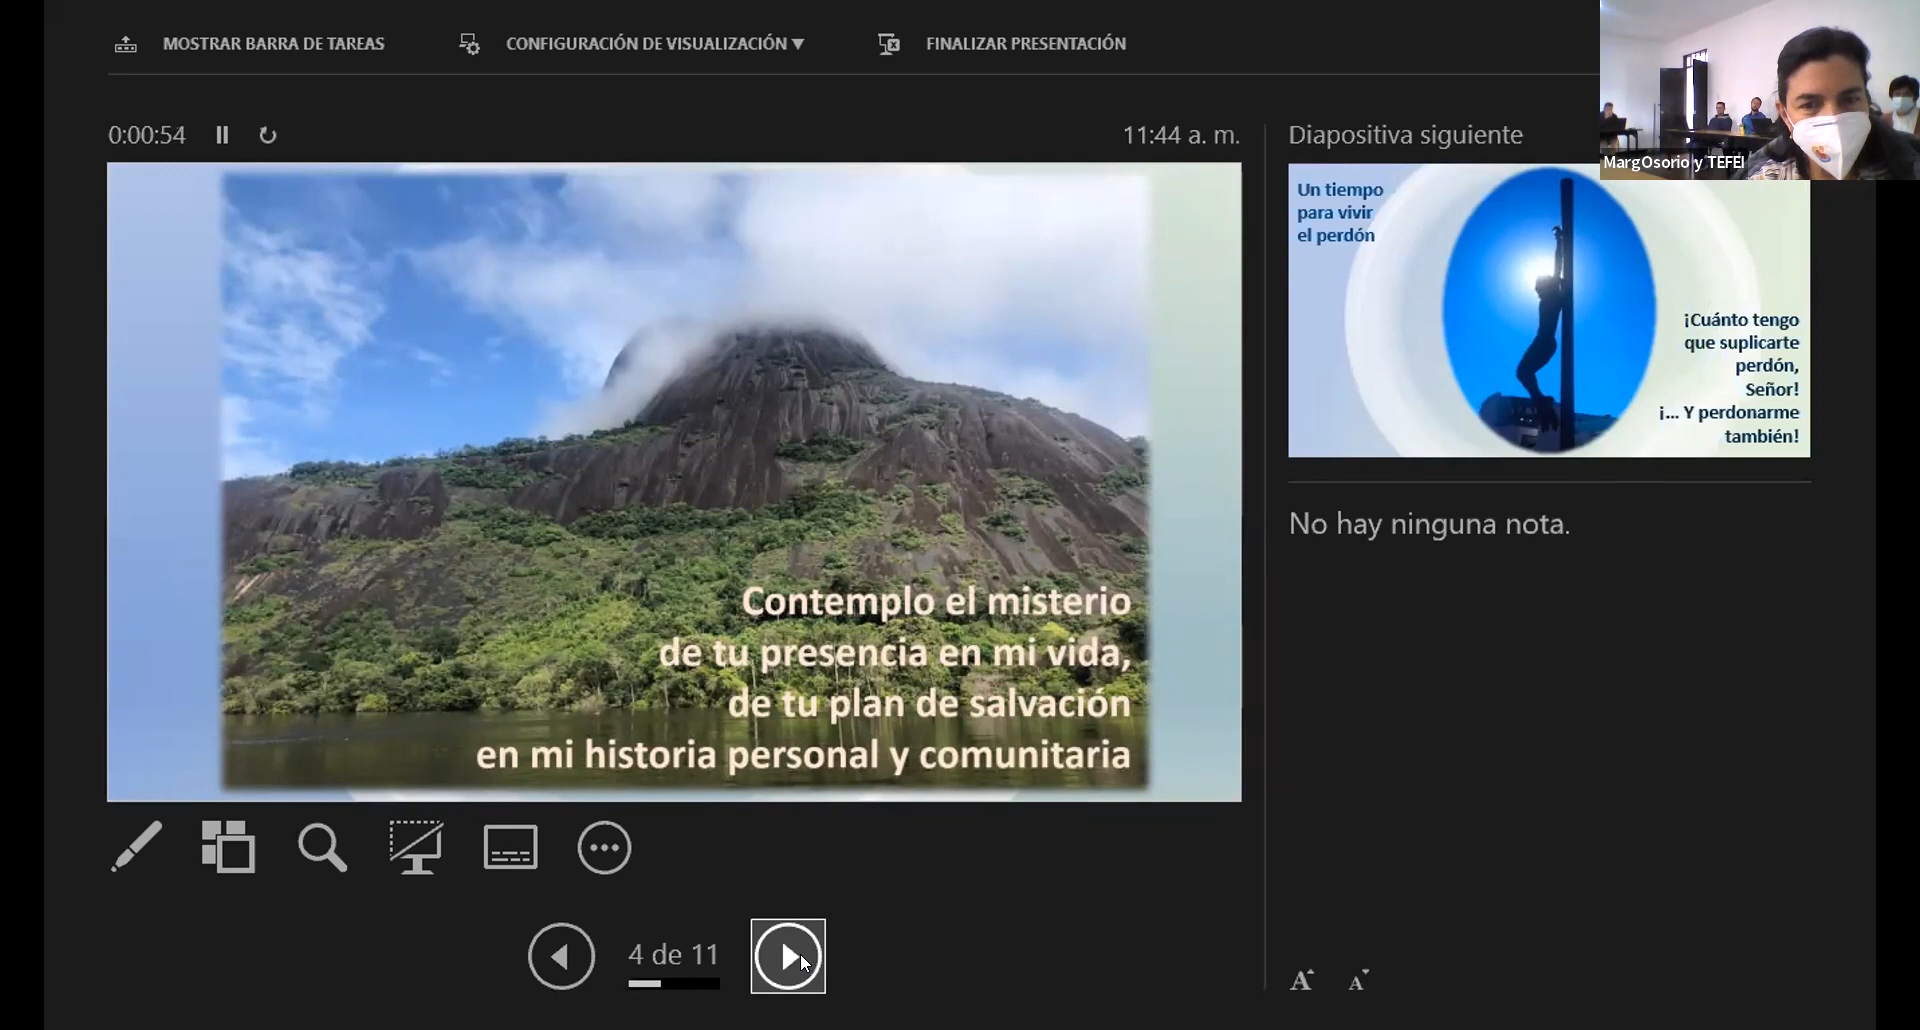 MOSTRAR BARRA DE TAREAS
CONFIGURACIÓN DE VISUALIZACIÓN ▼
FINALIZAR PRESENTACIÓN
MargOsorio y TEFEI
0:00:54
11:44 a. m.
Contemplo el misterio
de tu presencia en mi vida,
de tu plan de salvación
en mi historia personal y comunitaria
4 de 11
Diapositiva siguiente
Un tiempo
para vivir
el perdón
¡Cuánto tengo
que suplicarte
perdón,
Señor!
¡... Y perdonarme
también!
No hay ninguna nota.
A A